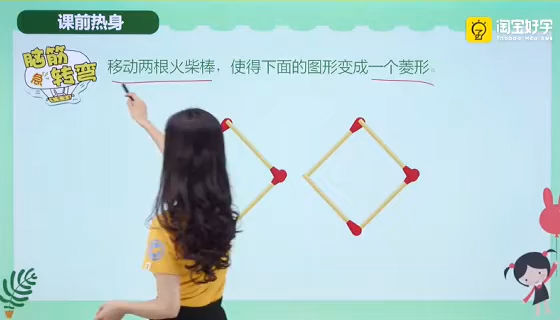 课前热身
淘宝好学
脑筋
急转弯
移动两根火柴棒，使得下面的图形变成一个菱形。